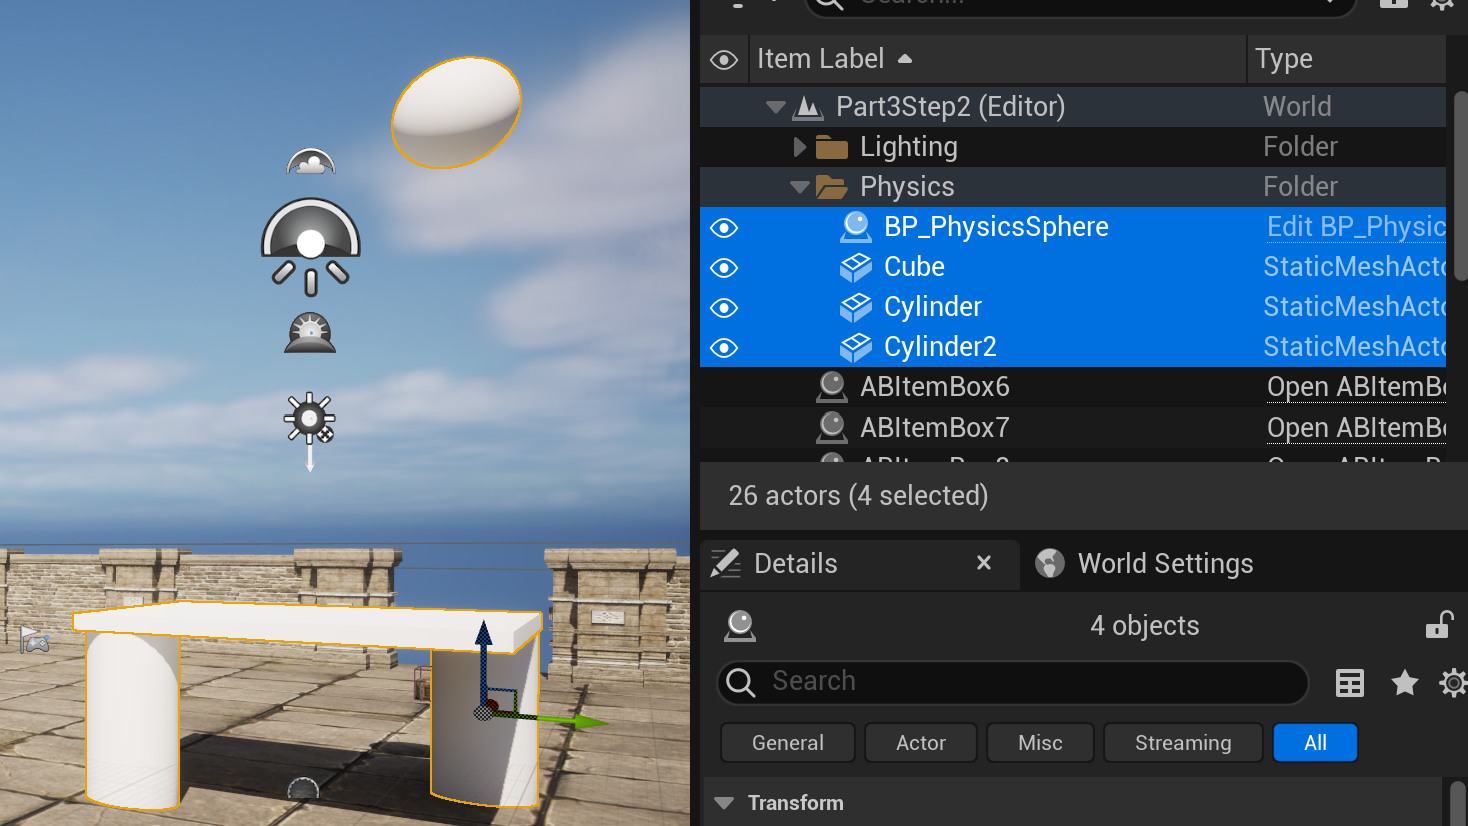 Search...
Item Label Type
Part3Step2 (Editor) World
Lighting Folder
Physics Folder
BP_PhysicsSphere Edit BP_Physic
Cube StaticMeshActo
Cylinder StaticMeshActo
Cylinder2 StaticMeshActo
ABItemBox6 Open ABItemBo
ABItemBox7 Open ABItemBo
26 actors (4 selected)
Details World Settings
4 objects
Search
General Actor Misc Streaming All
Transform